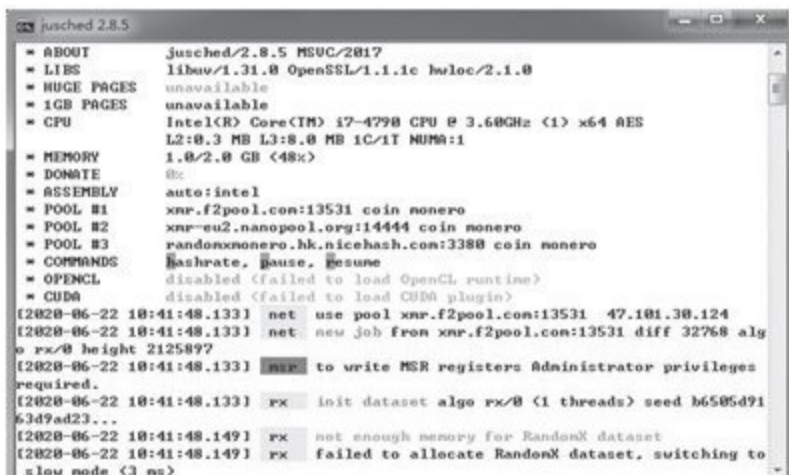 jusched 2.8.5
* ABOUT jusched/2.8.5 MSVC/2017
* LIBS libuv/1.31.0 OpenSSL/1.1.1c hwloc/2.1.0
* HUGE PAGES unavailable
* 1GB PAGES unavailable
* CPU Intel(R) Core(TM) i7-4790 CPU @ 3.60GHz (1) x64 AES
L2:0.3 MB L3:8.0 MB 1C/1T NUMA:1
* MEMORY 1.0/2.0 GB (48%)
* DONATE 0%
* ASSEMBLY auto:intel
* POOL #1 xmr.f2pool.com:13531 coin monero
* POOL #2 xmr-eu2.nanopool.org:14444 coin monero
* POOL #3 randomxmonero.hk.nicehash.com:3380 coin monero
* COMMANDS hashrate, pause, resume
* OPENCL disabled (failed to load OpenCL runtime)
* CUDA disabled (failed to load CUDA plugin)
[2020-06-22 10:41:48.133] net use pool xmr.f2pool.com:13531 47.101.30.124
[2020-06-22 10:41:48.133] net new job from xmr.f2pool.com:13531 diff 32768 alg
o rx/0 height 2125897
[2020-06-22 10:41:48.133] msr to write MSR registers Administrator privileges
required.
[2020-06-22 10:41:48.133] rx init dataset algo rx/0 (1 threads) seed b6505d91
63d9ad23...
[2020-06-22 10:41:48.149] rx not enough memory for RandomX dataset
[2020-06-22 10:41:48.149] rx failed to allocate RandomX dataset, switching to
slow mode (3 ms)